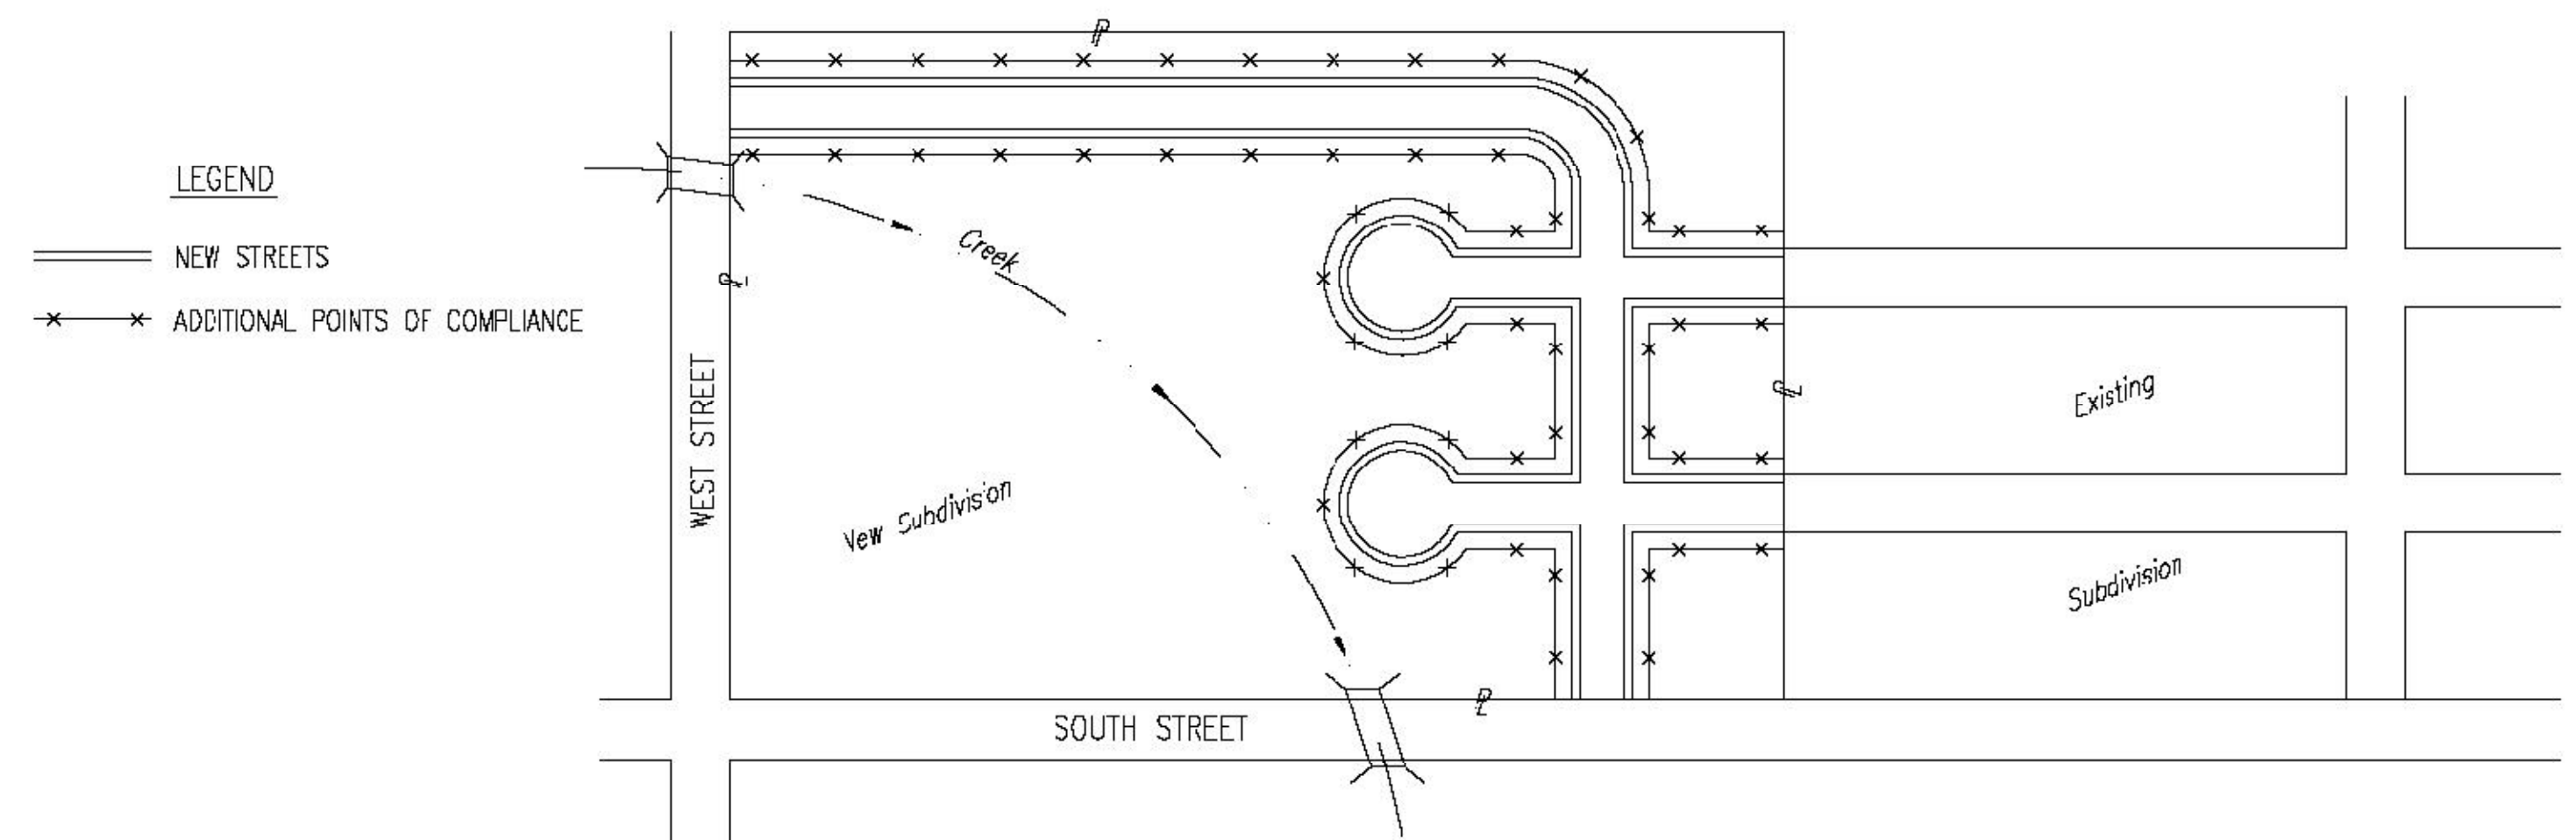 LEGEND
NEW STREETS
ADDITIONAL POINTS OF COMPLIANCE
Creek
WEST STREET
New Subdivision
Existing
Subdivision
SOUTH STREET